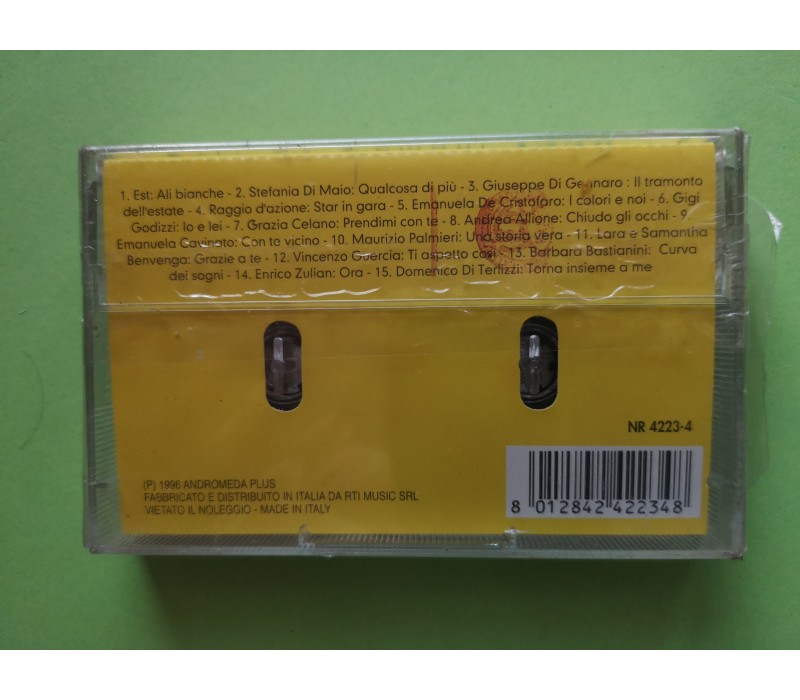 1. Est: Ali bianche - 2. Stefania Di Maio: Qualcosa di più - 3. Giuseppe Di Gennaro : Il tramonto
dell'estate - 4. Raggio d'azione: Star in gara - 5. Emanuela De Cristofaro: I colori e noi - 6. Gigi
Godizzi: Io e lei - 7. Grazia Celano: Prendimi con te - 8. Andrea Allione: Chiudo gli occhi - 9.
Emanuela Cavinato: Con te vicino - 10. Maurizio Palmieri: Una storia vera - 11. Lara e Samantha
Benvenga: Grazie a te - 12. Vincenzo Guercia: Ti aspetto così - 13. Barbara Bastianini: Curva
dei sogni - 14. Enrico Zulian: Ora - 15. Domenico Di Terlizzi: Torna insieme a me
NR 4223-4
(P) 1996 ANDROMEDA PLUS
FABBRICATO E DISTRIBUITO IN ITALIA DA RTI MUSIC SRL
VIETATO IL NOLEGGIO - MADE IN ITALY
8 012842 422348